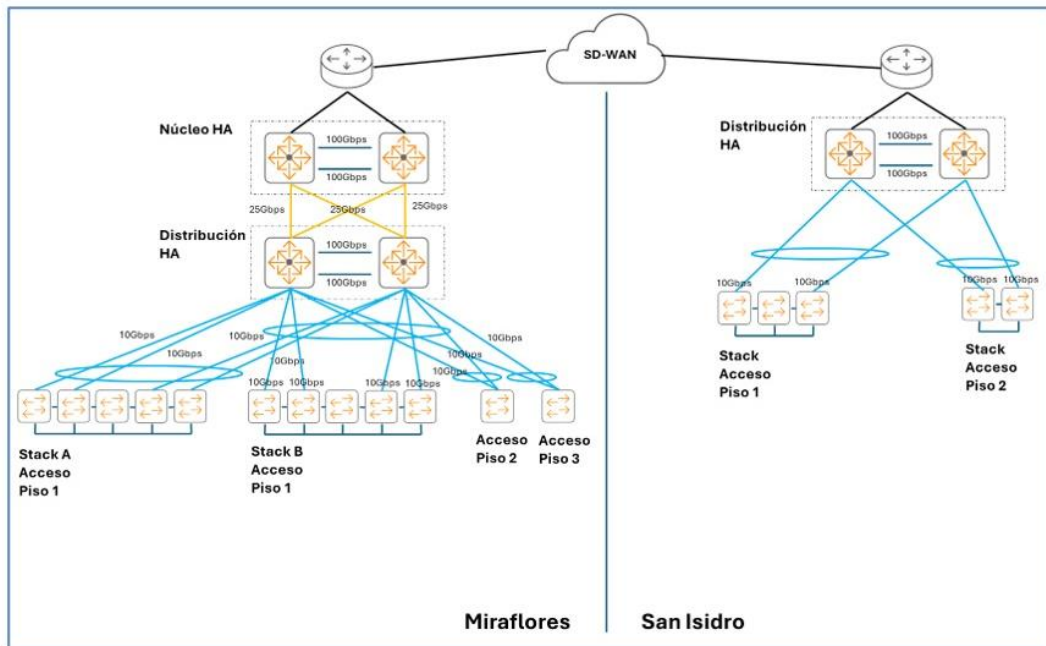 SD-WAN
Núcleo HA
100Gbps
100Gbps
25Gbps
25Gbps
25Gbps
Distribución
HA
100Gbps
100Gbps
10Gbps
10Gbps
10Gbps
10Gbps
10Gbps
10Gbps
10Gbps
10Gbps
10Gbps
10Gbps
10Gbps
Stack A
Acceso
Piso 1
Stack B
Acceso
Piso 1
Acceso
Piso 2
Acceso
Piso 3
Miraflores
Distribución
HA
100Gbps
100Gbps
10Gbps
10Gbps
10Gbps
10Gbps
Stack
Acceso
Piso 1
Stack
Acceso
Piso 2
San Isidro